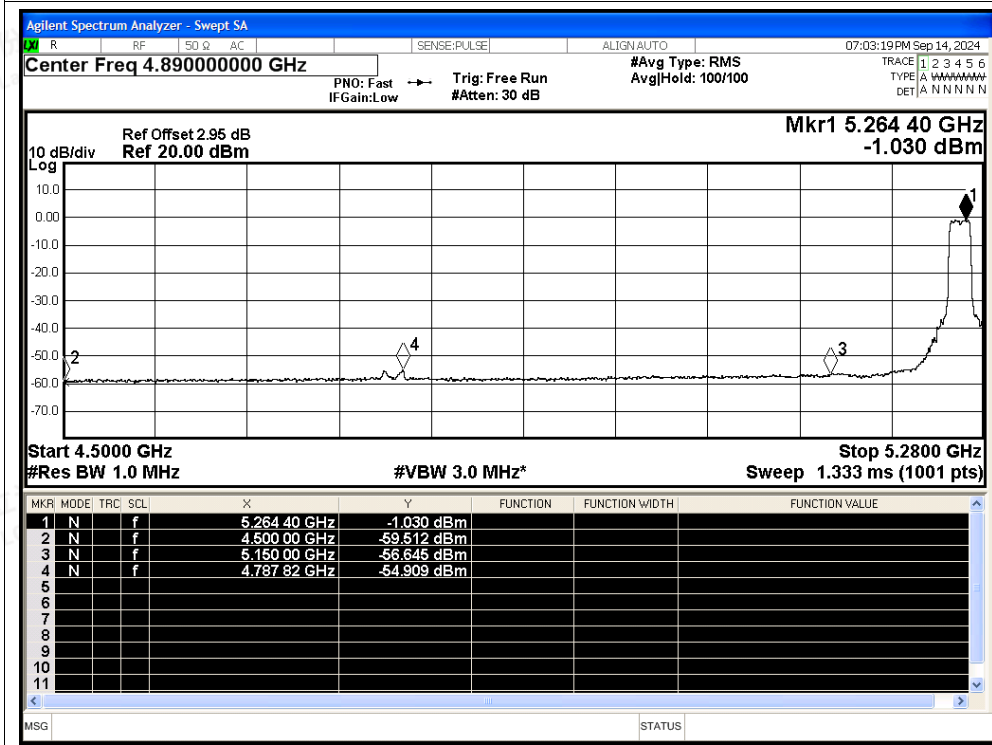 Agilent Spectrum Analyzer - Swept SA
LXI R RF 50 Ω AC SENSE:PULSE ALIGN AUTO 07:03:19 PM Sep 14, 2024
Center Freq 4.890000000 GHz #Avg Type: RMS TRACE 1 2 3 4 5 6
PNO: Fast Trig: Free Run Avg|Hold: 100/100 TYPE A WWWWW
IFGain:Low #Atten: 30 dB DET A N N N N N
Mkr1 5.264 40 GHz
Ref Offset 2.95 dB
10 dB/div Ref 20.00 dBm -1.030 dBm
Log
10.0
1
0.00
-10.0
-20.0
-30.0
-40.0
-50.0 2 4 3
-60.0
-70.0
Start 4.5000 GHz Stop 5.2800 GHz
#Res BW 1.0 MHz #VBW 3.0 MHz* Sweep 1.333 ms (1001 pts)
MKR MODE TRC SCL X Y FUNCTION FUNCTION WIDTH FUNCTION VALUE
1 N f 5.264 40 GHz -1.030 dBm
2 N f 4.500 00 GHz -59.512 dBm
3 N f 5.150 00 GHz -56.645 dBm
4 N f 4.787 82 GHz -54.909 dBm
5
6
7
8
9
10
11
MSG STATUS